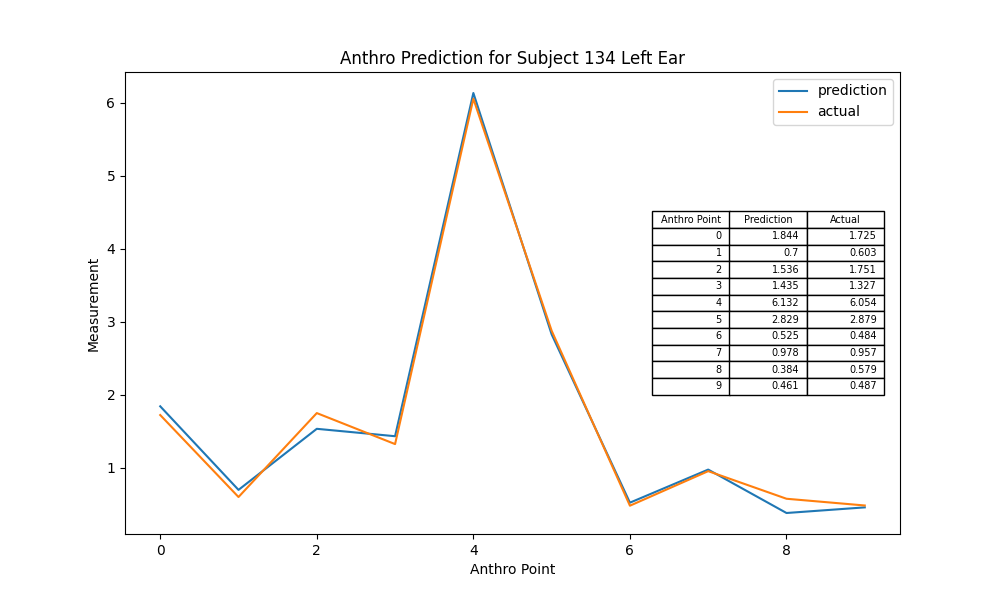 Anthro Prediction for Subject 134 Left Ear
prediction
actual
6
5
4
3
2
1
Measurement
Anthro Point Prediction Actual
0 1.844 1.725
1 0.7 0.603
2 1.536 1.751
3 1.435 1.327
4 6.132 6.054
5 2.829 2.879
6 0.525 0.484
7 0.978 0.957
8 0.384 0.579
9 0.461 0.487
0 2 4 6 8
Anthro Point